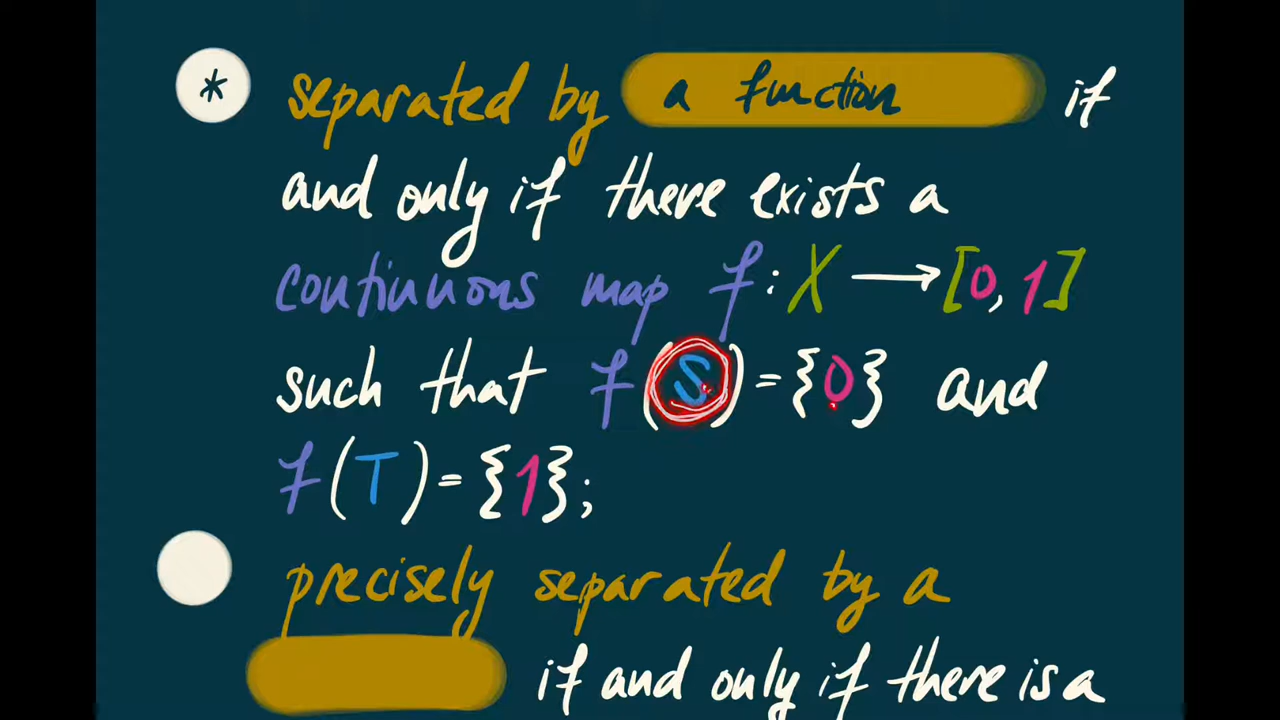 * separated by a function if
and only if there exists a
continuous map f : X → [0, 1]
such that f(S) = {0} and
f(T) = {1};
precisely separated by a
if and only if there is a